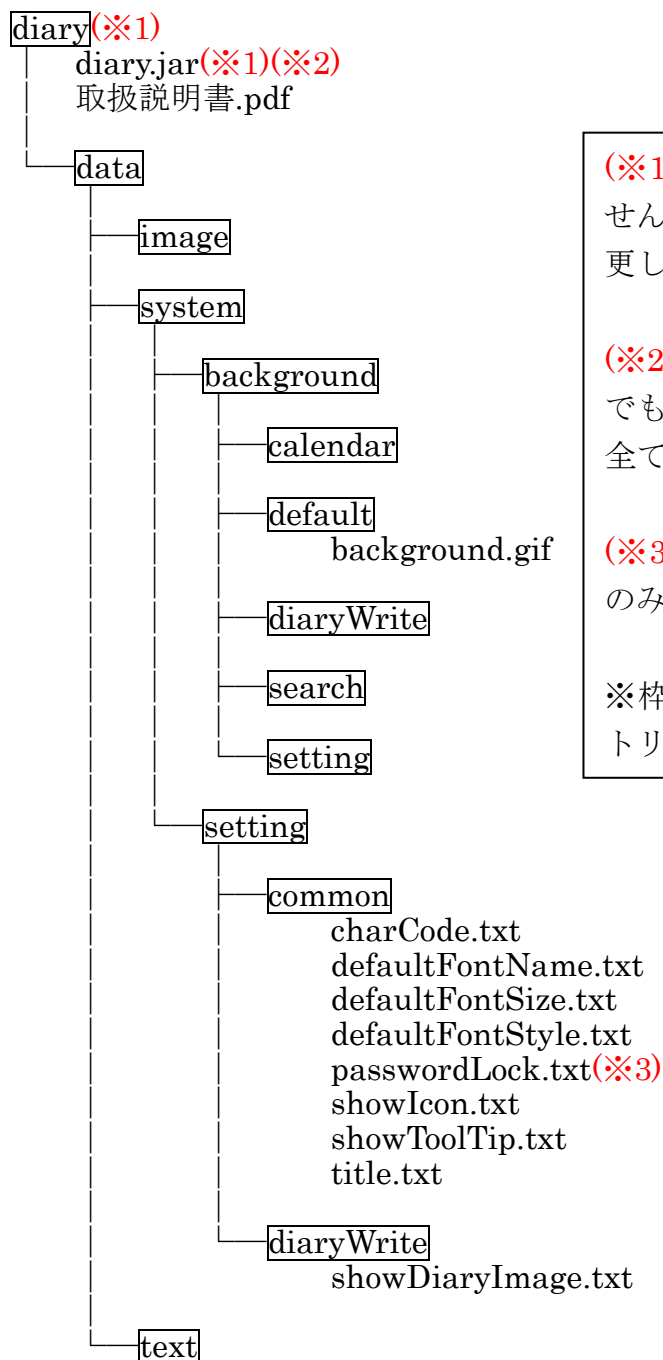 diary(※1)
diary.jar(※1)(※2)
取扱説明書.pdf
data
image
system
background
calendar
default
background.gif
diaryWrite
search
setting
setting
common
charCode.txt
defaultFontName.txt
defaultFontSize.txt
defaultFontStyle.txt
passwordLock.txt(※3)
showIcon.txt
showToolTip.txt
title.txt
diaryWrite
showDiaryImage.txt
text
(※1
せん
更し
(※2
でも
全て
(※3
のみ
※枠
トリ